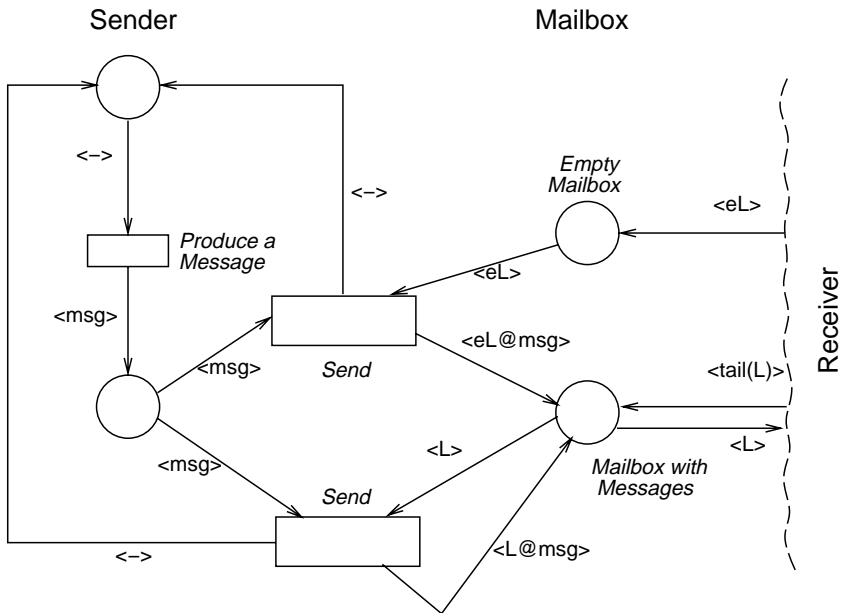 Sender
Mailbox
<–>
<–>
Empty
Mailbox
<eL>
Produce a
Message
<eL>
<msg>
<eL@msg>
<msg>
Send
<tail(L)>
Receiver
<msg>
<L>
<L>
Mailbox with
Messages
Send
<–>
<L@msg>